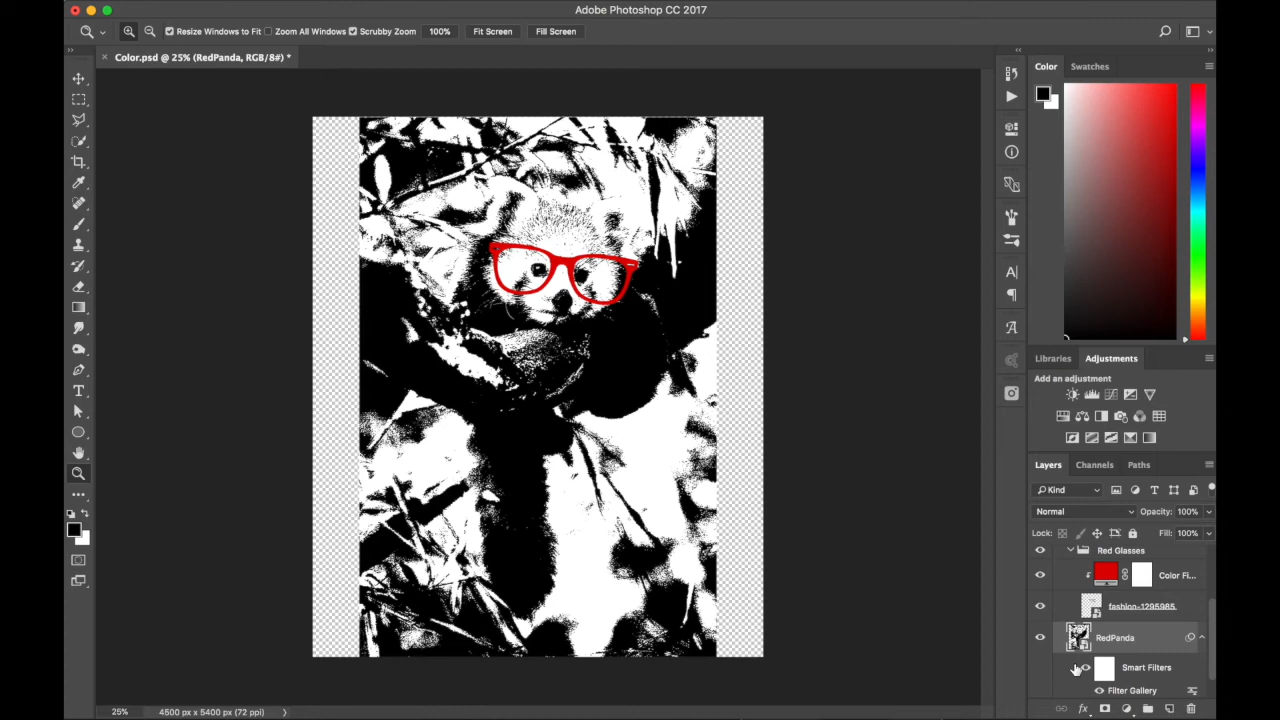 Adobe Photoshop CC 2017
Resize Windows to Fit Zoom All Windows Scrubby Zoom 100% Fit Screen Fill Screen
Color.psd @ 25% (RedPanda, RGB/8#) *
Color Swatches
Libraries Adjustments
Add an adjustment
Layers Channels Paths
Kind
Normal Opacity: 100%
Lock: Fill: 100%
Red Glasses
Color Fi...
fashion-1295985.
RedPanda
Smart Filters
Filter Gallery
25% 4500 px x 5400 px (72 ppi)